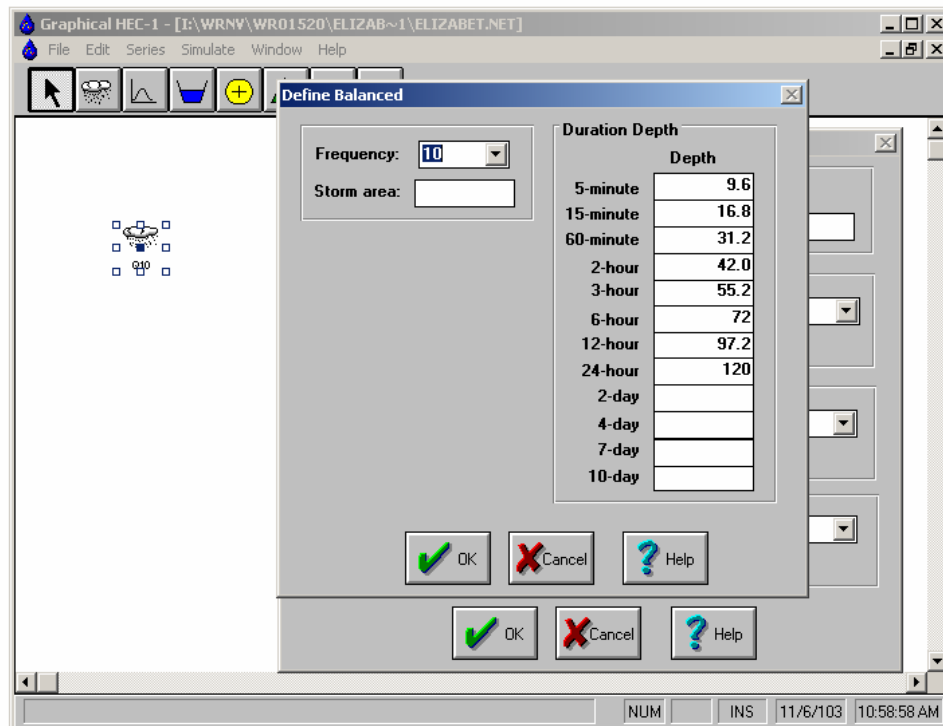 Graphical HEC-1 - [I:\WRNV\WR01520\ELIZAB~1\ELIZABET.NET]
File Edit Series Simulate Window Help
Define Balanced
Frequency: 10
Storm area:
Duration Depth
Depth
5-minute 9.6
15-minute 16.8
60-minute 31.2
2-hour 42.0
3-hour 55.2
6-hour 72
12-hour 97.2
24-hour 120
2-day
4-day
7-day
10-day
Q10
OK Cancel Help
OK Cancel Help
NUM INS 11/6/103 10:58:58 AM